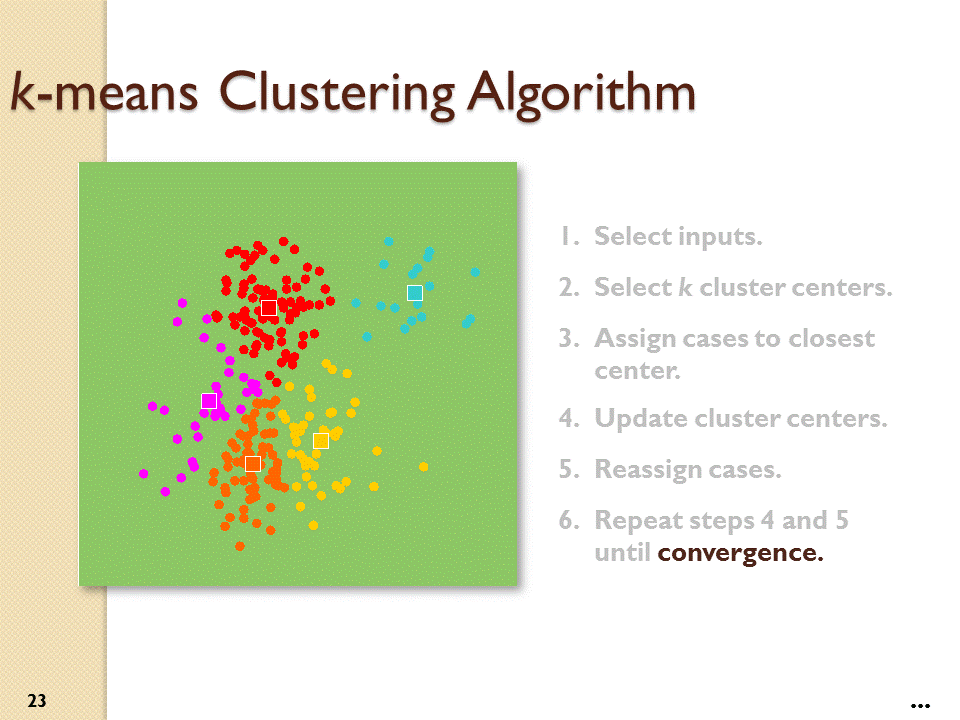 k-means Clustering Algorithm
1. Select inputs.
2. Select k cluster centers.
3. Assign cases to closest
center.
4. Update cluster centers.
5. Reassign cases.
6. Repeat steps 4 and 5
until convergence.
23
...